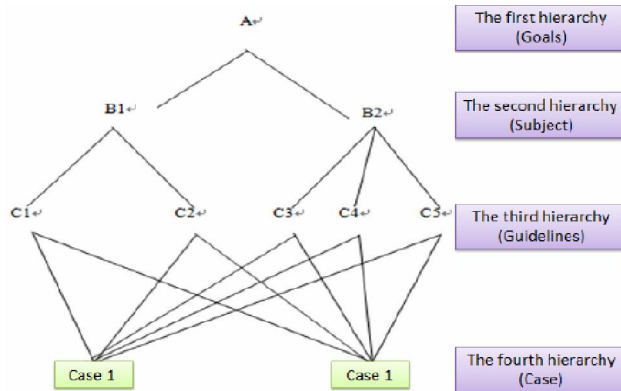 A↵
The first hierarchy
(Goals)
B1↵
B2↵
The second hierarchy
(Subject)
C1↵
C2↵
C3↵
C4↵
C5↵
The third hierarchy
(Guidelines)
Case 1
Case 1
The fourth hierarchy
(Case)